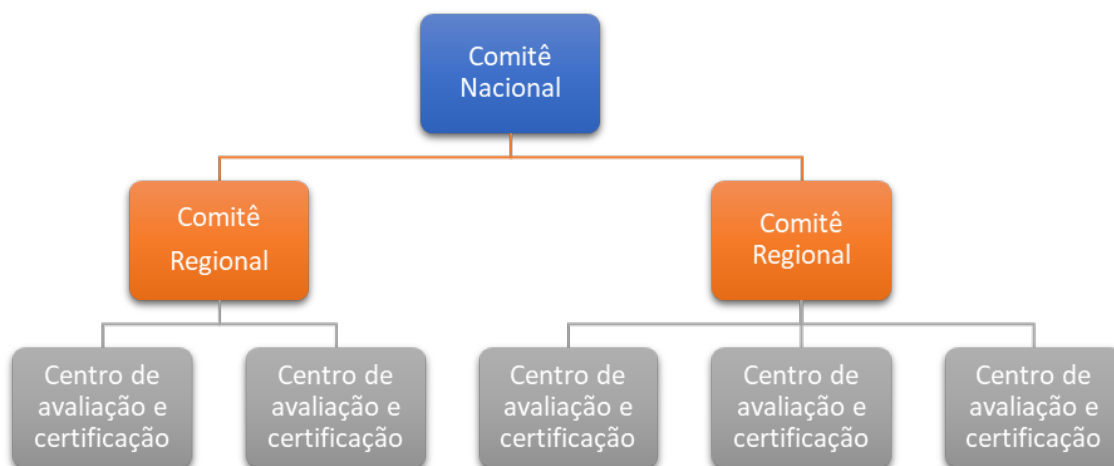 Comitê
Nacional
Comitê
Regional
Comitê
Regional
Centro de
avaliação e
certificação
Centro de
avaliação e
certificação
Centro de
avaliação e
certificação
Centro de
avaliação e
certificação
Centro de
avaliação e
certificação